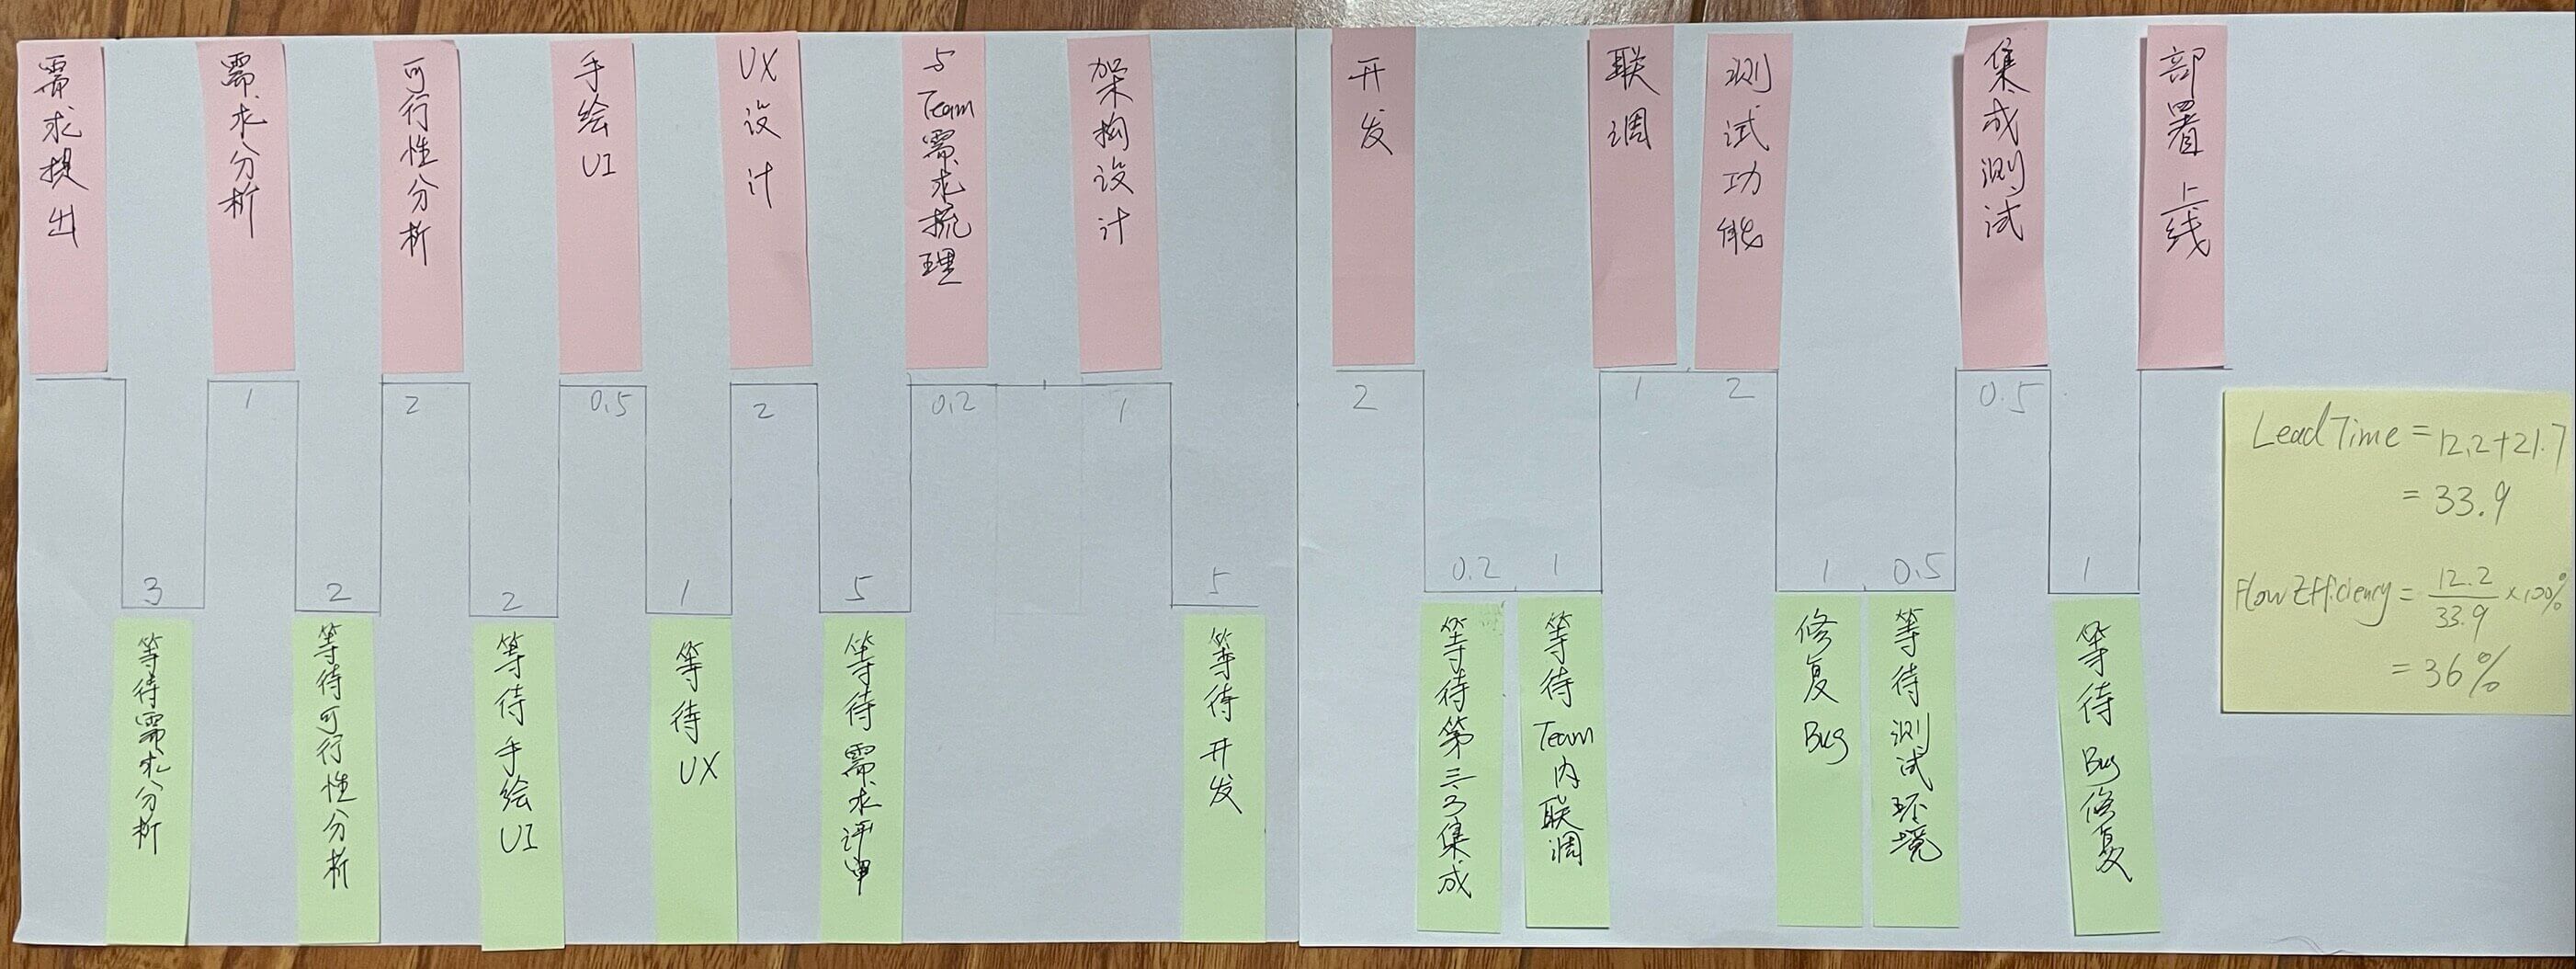 需求提出
需求分析
可行性分析
手绘UI
UX设计
与Team需求梳理
架构设计
开发
联调
测试功能
集成测试
部署上线
1
2
0.5
2
0.2
1
2
1
2
0.5
3
2
2
1
5
5
0.2
1
1
0.5
1
等待需求分析
等待可行性分析
等待手绘UI
等待UX
等待需求评审
等待开发
等待第三方集成
等待Team内联调
修复Bug
等待测试环境
等待Bug修复
Lead Time = 12.2+21.7
= 33.9
Flow Efficiency = 12.2/33.9 ×100%
= 36%